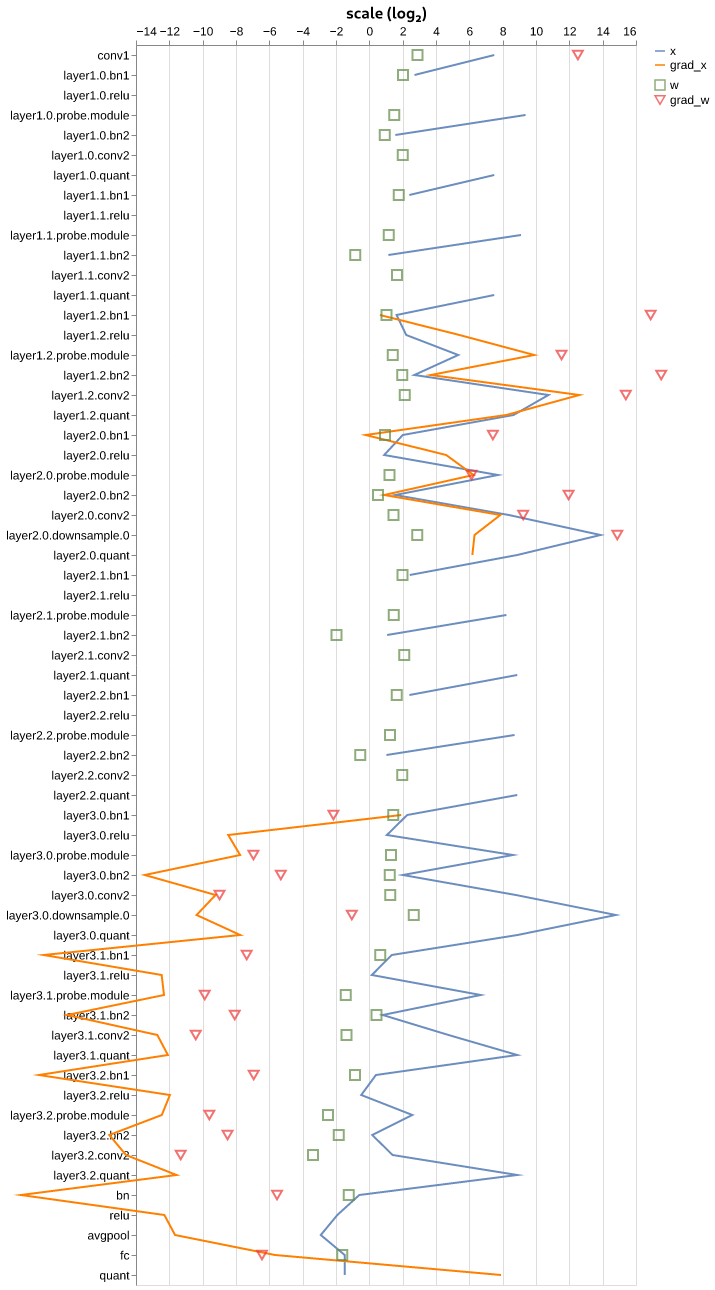 scale (log₂)
−14 −12 −10 −8 −6 −4 −2 0 2 4 6 8 10 12 14 16
x
grad_x
w
grad_w
conv1
layer1.0.bn1
layer1.0.relu
layer1.0.probe.module
layer1.0.bn2
layer1.0.conv2
layer1.0.quant
layer1.1.bn1
layer1.1.relu
layer1.1.probe.module
layer1.1.bn2
layer1.1.conv2
layer1.1.quant
layer1.2.bn1
layer1.2.relu
layer1.2.probe.module
layer1.2.bn2
layer1.2.conv2
layer1.2.quant
layer2.0.bn1
layer2.0.relu
layer2.0.probe.module
layer2.0.bn2
layer2.0.conv2
layer2.0.downsample.0
layer2.0.quant
layer2.1.bn1
layer2.1.relu
layer2.1.probe.module
layer2.1.bn2
layer2.1.conv2
layer2.1.quant
layer2.2.bn1
layer2.2.relu
layer2.2.probe.module
layer2.2.bn2
layer2.2.conv2
layer2.2.quant
layer3.0.bn1
layer3.0.relu
layer3.0.probe.module
layer3.0.bn2
layer3.0.conv2
layer3.0.downsample.0
layer3.0.quant
layer3.1.bn1
layer3.1.relu
layer3.1.probe.module
layer3.1.bn2
layer3.1.conv2
layer3.1.quant
layer3.2.bn1
layer3.2.relu
layer3.2.probe.module
layer3.2.bn2
layer3.2.conv2
layer3.2.quant
bn
relu
avgpool
fc
quant